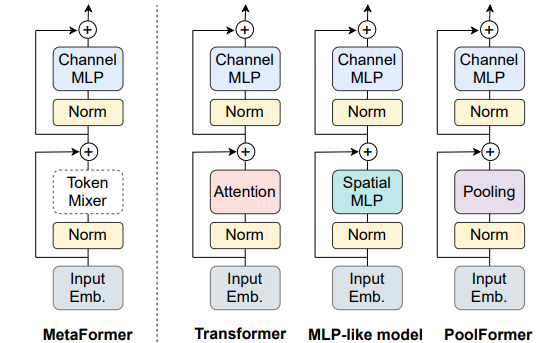 +
+
+
+
Channel
MLP
Channel
MLP
Channel
MLP
Channel
MLP
Norm
Norm
Norm
Norm
+
+
+
+
Token
Mixer
Attention
Spatial
MLP
Pooling
Norm
Norm
Norm
Norm
Input
Emb.
Input
Emb.
Input
Emb.
Input
Emb.
MetaFormer
Transformer
MLP-like model
PoolFormer